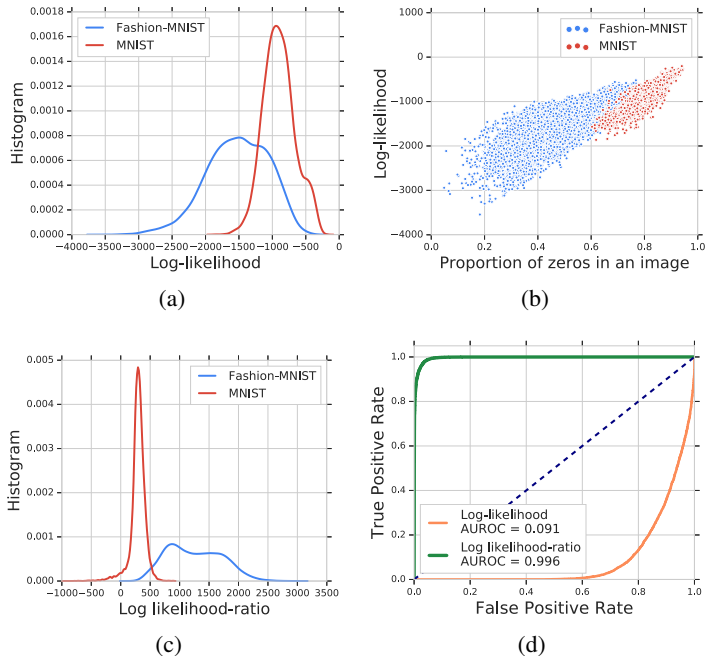 0.0018
0.0016
0.0014
0.0012
0.0010
0.0008
0.0006
0.0004
0.0002
0.0000
Histogram
Fashion-MNIST
MNIST
−4000−3500−3000−2500−2000−1500−1000 −500 0
Log-likelihood
(a)
1000
0
−1000
−2000
−3000
−4000
Log-likelihood
Fashion-MNIST
MNIST
0.0 0.2 0.4 0.6 0.8 1.0
Proportion of zeros in an image
(b)
0.005
0.004
0.003
0.002
0.001
0.000
Histogram
Fashion-MNIST
MNIST
−1000 −500 0 500 1000 1500 2000 2500 3000 3500
Log likelihood-ratio
(c)
1.0
0.8
0.6
0.4
0.2
0.0
True Positive Rate
Log-likelihood
AUROC = 0.091
Log likelihood-ratio
AUROC = 0.996
0.0 0.2 0.4 0.6 0.8 1.0
False Positive Rate
(d)